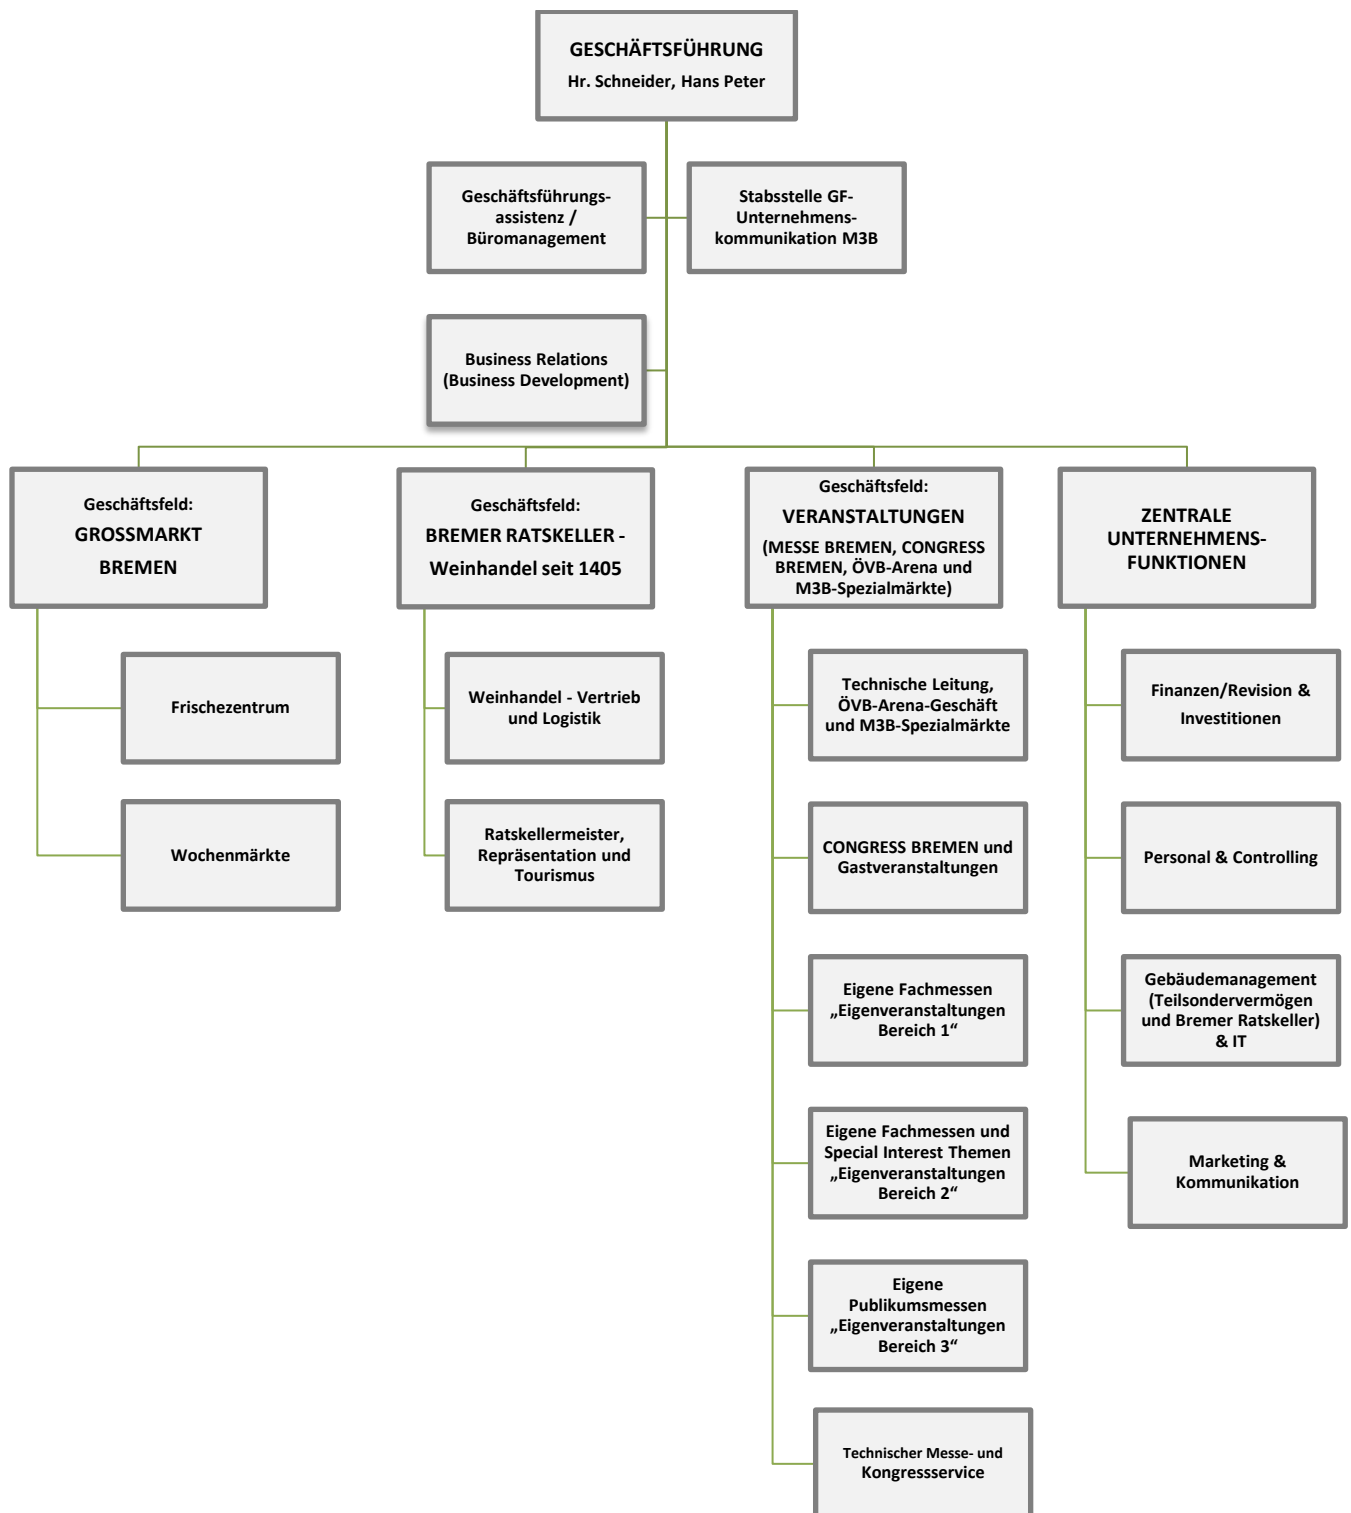 GESCHÄFTSFÜHRUNG
Hr. Schneider, Hans Peter
Geschäftsführungs-
assistenz /
Büromanagement
Stabsstelle GF-
Unternehmens-
kommunikation M3B
Business Relations
(Business Development)
Geschäftsfeld:
GROSSMARKT
BREMEN
Geschäftsfeld:
BREMER RATSKELLER -
Weinhandel seit 1405
Geschäftsfeld:
VERANSTALTUNGEN
(MESSE BREMEN, CONGRESS
BREMEN, ÖVB-Arena und
M3B-Spezialmärkte)
ZENTRALE
UNTERNEHMENS-
FUNKTIONEN
Frischezentrum
Wochenmärkte
Weinhandel - Vertrieb
und Logistik
Ratskellermeister,
Repräsentation und
Tourismus
Technische Leitung,
ÖVB-Arena-Geschäft
und M3B-Spezialmärkte
CONGRESS BREMEN und
Gastveranstaltungen
Eigene Fachmessen
„Eigenveranstaltungen
Bereich 1“
Eigene Fachmessen und
Special Interest Themen
„Eigenveranstaltungen
Bereich 2“
Eigene
Publikumsmessen
„Eigenveranstaltungen
Bereich 3“
Technischer Messe- und
Kongressservice
Finanzen/Revision &
Investitionen
Personal & Controlling
Gebäudemanagement
(Teilsondervermögen
und Bremer Ratskeller)
& IT
Marketing &
Kommunikation